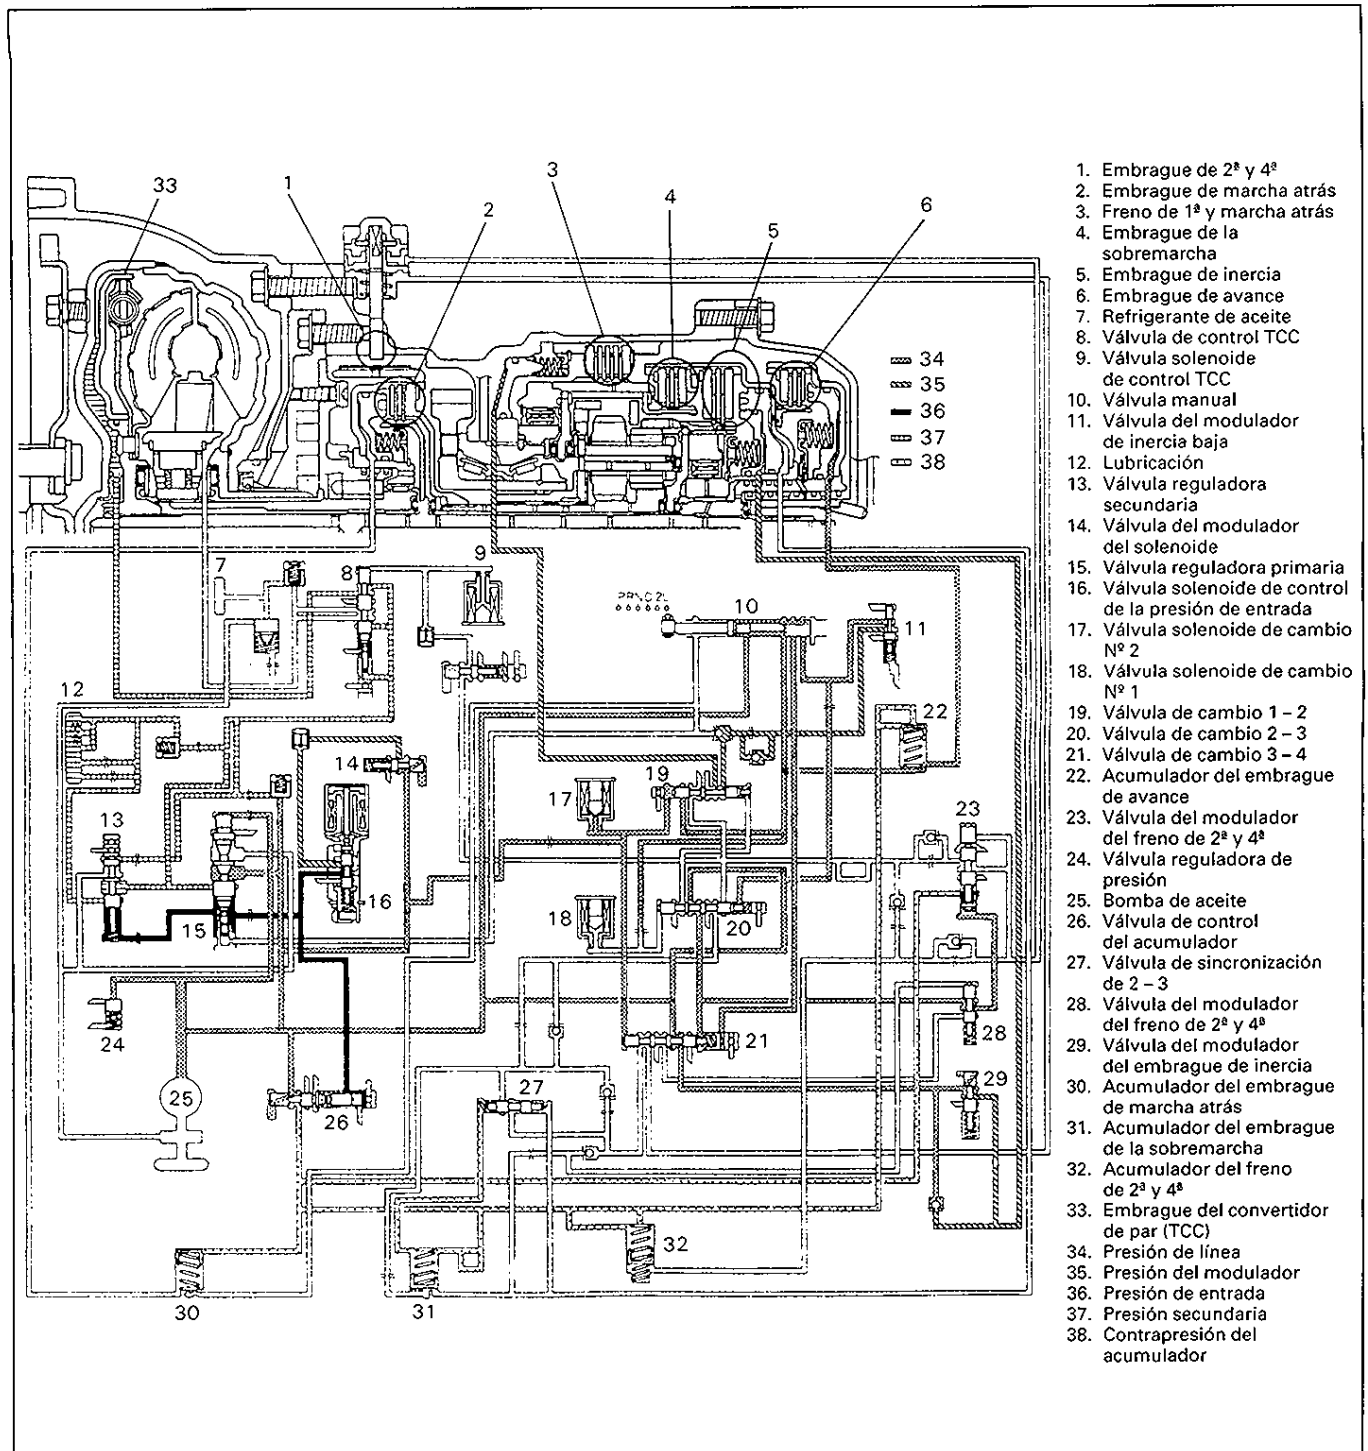 33
1
2
3
4
5
6
34
35
36
37
38
7
8
9
PRND2L
10
11
12
13
14
15
16
17
18
19
20
21
22
23
24
25
26
27
28
29
30
31
32
1. Embrague de 2ª y 4ª
2. Embrague de marcha atrás
3. Freno de 1ª y marcha atrás
4. Embrague de la
sobremarcha
5. Embrague de inercia
6. Embrague de avance
7. Refrigerante de aceite
8. Válvula de control TCC
9. Válvula solenoide
de control TCC
10. Válvula manual
11. Válvula del modulador
de inercia baja
12. Lubricación
13. Válvula reguladora
secundaria
14. Válvula del modulador
del solenoide
15. Válvula reguladora primaria
16. Válvula solenoide de control
de la presión de entrada
17. Válvula solenoide de cambio
Nº 2
18. Válvula solenoide de cambio
Nº 1
19. Válvula de cambio 1 – 2
20. Válvula de cambio 2 – 3
21. Válvula de cambio 3 – 4
22. Acumulador del embrague
de avance
23. Válvula del modulador
del freno de 2ª y 4ª
24. Válvula reguladora de
presión
25. Bomba de aceite
26. Válvula de control
del acumulador
27. Válvula de sincronización
de 2 – 3
28. Válvula del modulador
del freno de 2ª y 4ª
29. Válvula del modulador
del embrague de inercia
30. Acumulador del embrague
de marcha atrás
31. Acumulador del embrague
de la sobremarcha
32. Acumulador del freno
de 2ª y 4ª
33. Embrague del convertidor
de par (TCC)
34. Presión de línea
35. Presión del modulador
36. Presión de entrada
37. Presión secundaria
38. Contrapresión del
acumulador